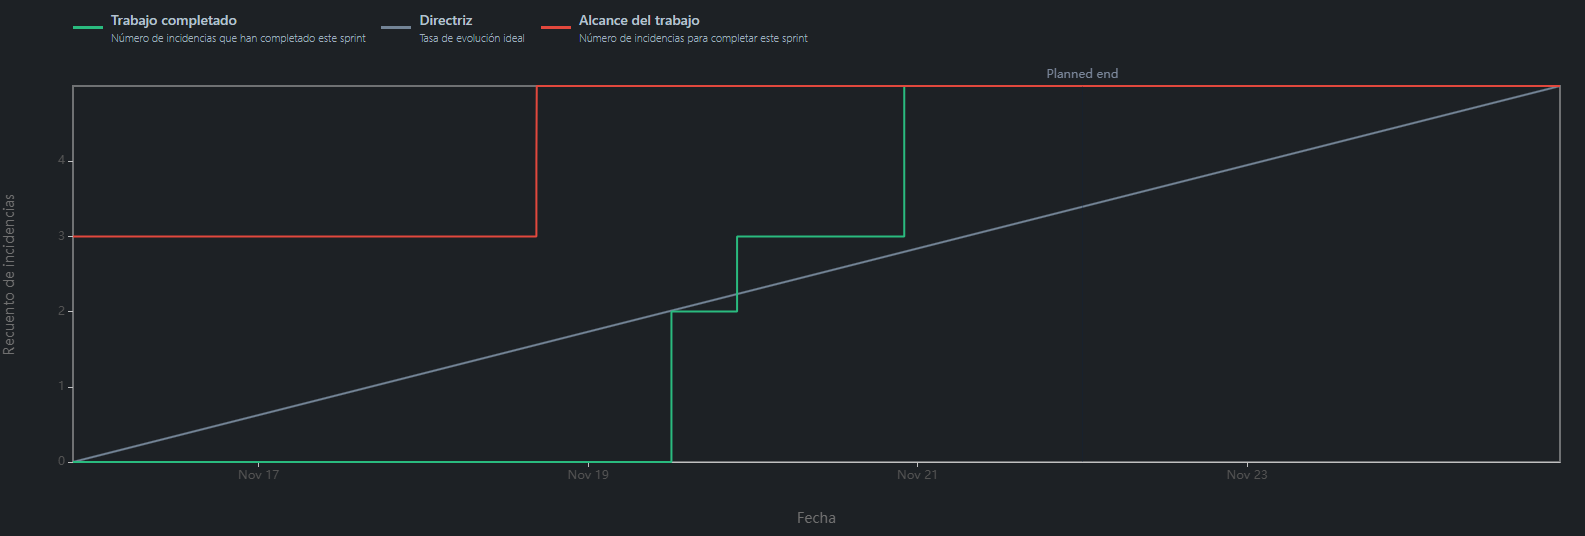 Trabajo completado
Número de incidencias que han completado este sprint
Directriz
Tasa de evolución ideal
Alcance del trabajo
Número de incidencias para completar este sprint
Planned end
Recuento de incidencias
4
3
2
1
0
Nov 17
Nov 19
Nov 21
Nov 23
Fecha